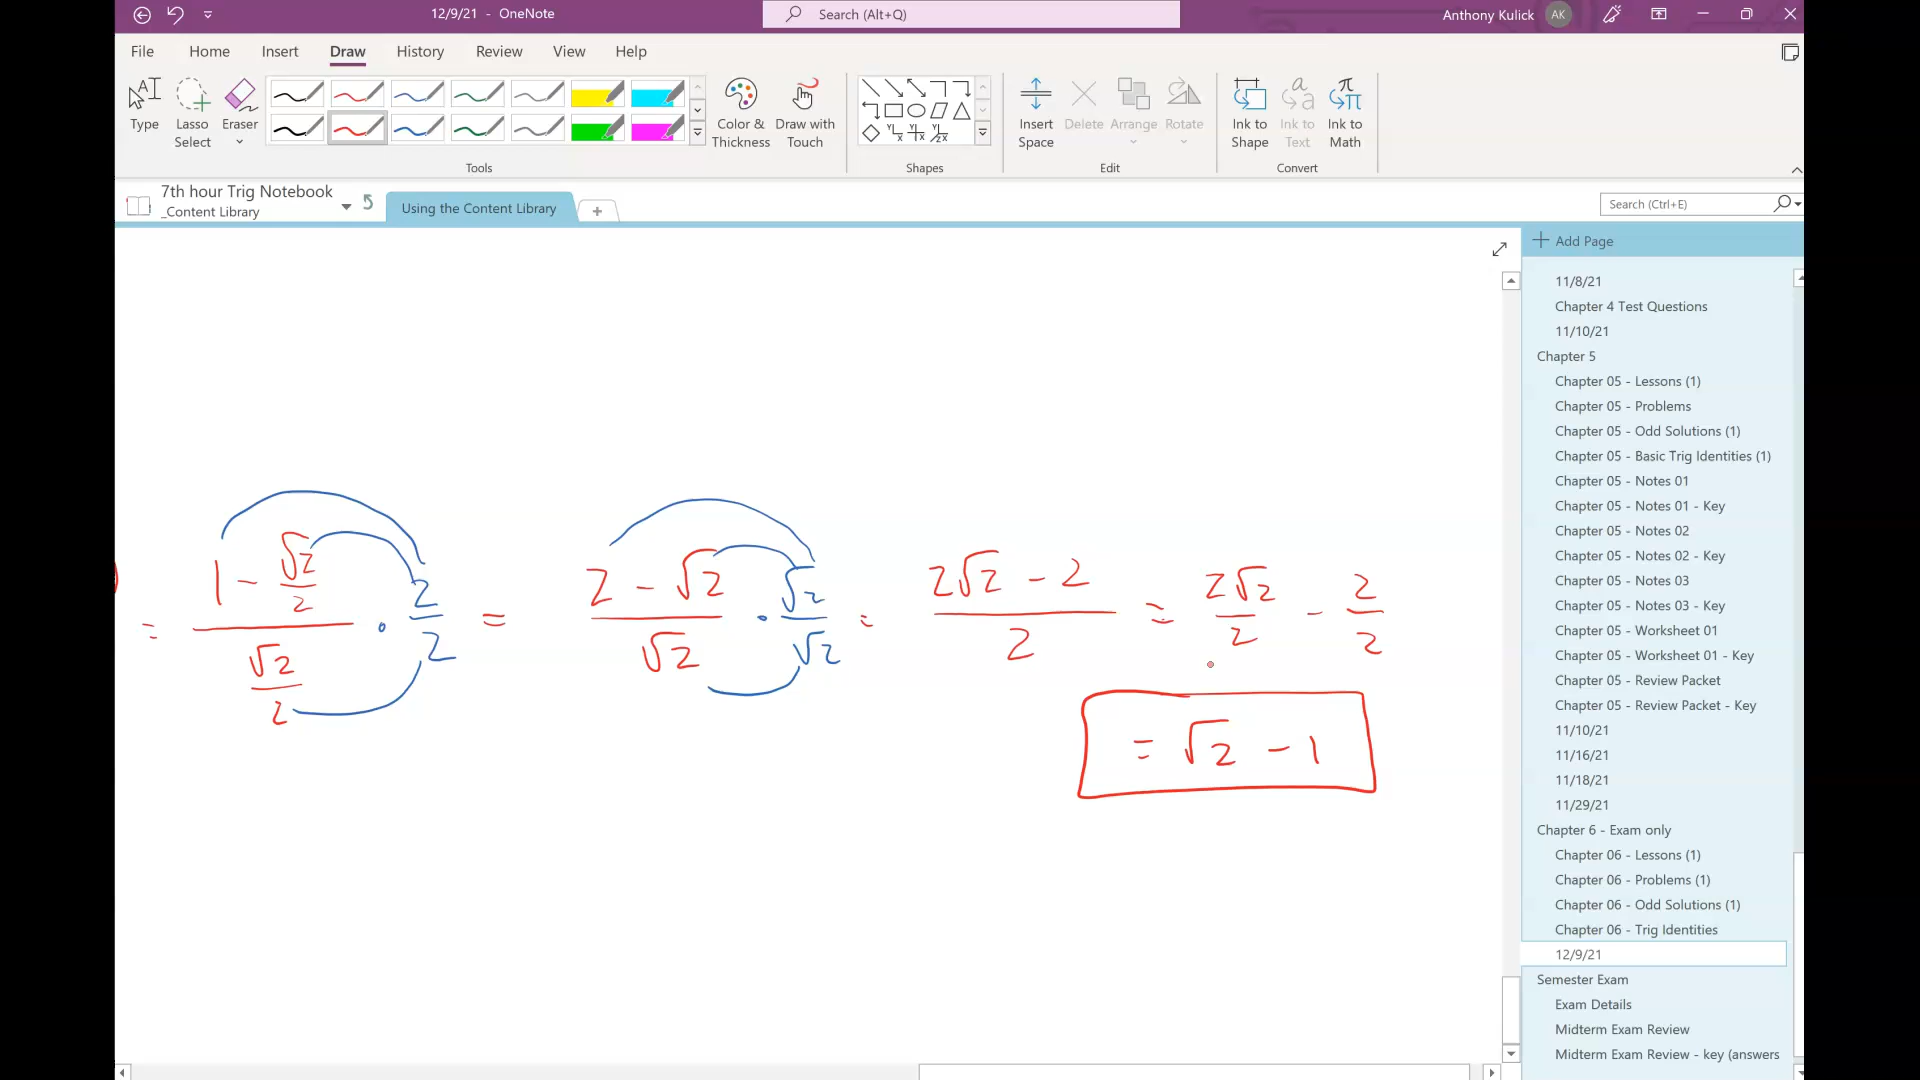 12/9/21 - OneNote
Search (Alt+Q)
Anthony Kulick
AK
File Home Insert Draw History Review View Help
Type
Lasso Select
Eraser
Color & Thickness
Draw with Touch
Insert Space
Delete
Arrange
Rotate
Ink to Shape
Ink to Text
Ink to Math
Tools
Shapes
Edit
Convert
7th hour Trig Notebook
_Content Library
Using the Content Library
Search (Ctrl+E)
Add Page
11/8/21
Chapter 4 Test Questions
11/10/21
Chapter 5
Chapter 05 - Lessons (1)
Chapter 05 - Problems
Chapter 05 - Odd Solutions (1)
Chapter 05 - Basic Trig Identities (1)
Chapter 05 - Notes 01
Chapter 05 - Notes 01 - Key
Chapter 05 - Notes 02
Chapter 05 - Notes 02 - Key
Chapter 05 - Notes 03
Chapter 05 - Notes 03 - Key
Chapter 05 - Worksheet 01
Chapter 05 - Worksheet 01 - Key
Chapter 05 - Review Packet
Chapter 05 - Review Packet - Key
11/10/21
11/16/21
11/18/21
11/29/21
Chapter 6 - Exam only
Chapter 06 - Lessons (1)
Chapter 06 - Problems (1)
Chapter 06 - Odd Solutions (1)
Chapter 06 - Trig Identities
12/9/21
Semester Exam
Exam Details
Midterm Exam Review
Midterm Exam Review - key (answers
= (1 - √2/2)/(√2/2) · 2/2 = (2 - √2)/√2 · √2/√2 = (2√2 - 2)/2 = 2√2/2 - 2/2
= √2 - 1